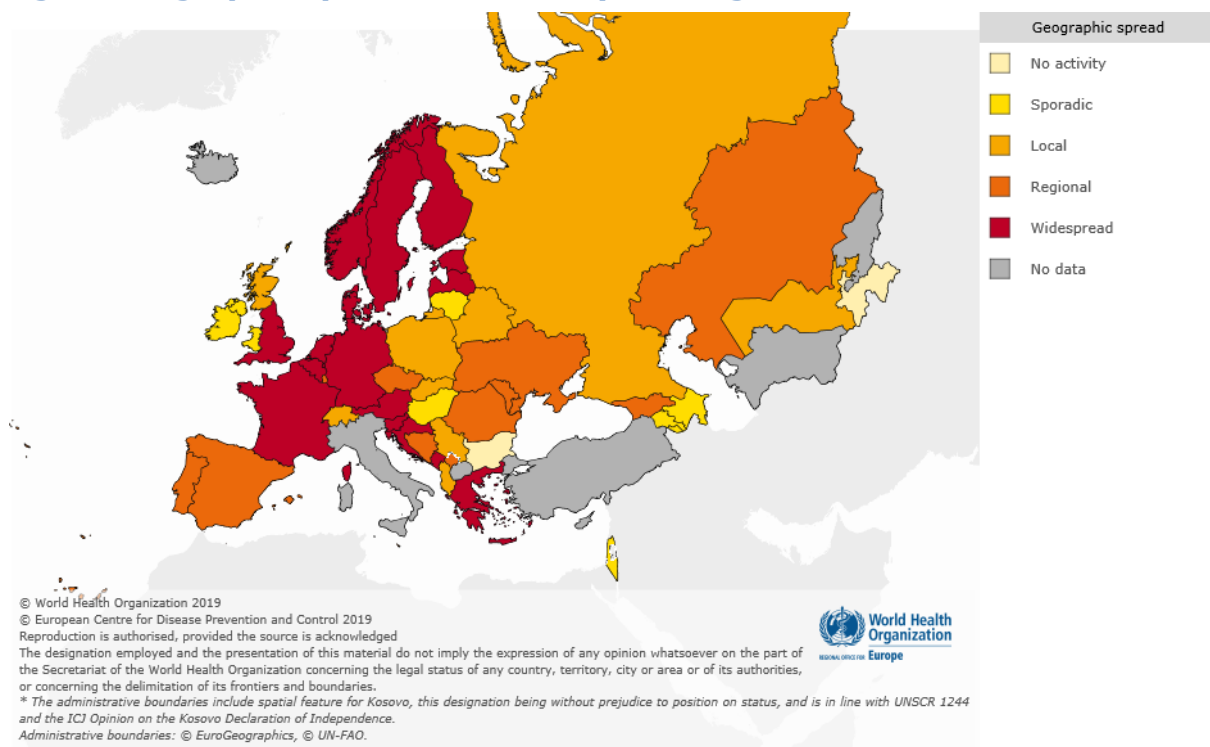 Geographic spread
No activity
Sporadic
Local
Regional
Widespread
No data
© World Health Organization 2019
© European Centre for Disease Prevention and Control 2019
Reproduction is authorised, provided the source is acknowledged
The designation employed and the presentation of this material do not imply the expression of any opinion whatsoever on the part of
the Secretariat of the World Health Organization concerning the legal status of any country, territory, city or area or of its authorities,
or concerning the delimitation of its frontiers and boundaries.
* The administrative boundaries include spatial feature for Kosovo, this designation being without prejudice to position on status, and is in line with UNSCR 1244
and the ICJ Opinion on the Kosovo Declaration of Independence.
Administrative boundaries: © EuroGeographics, © UN-FAO.
World Health
Organization
REGIONAL OFFICE FOR Europe